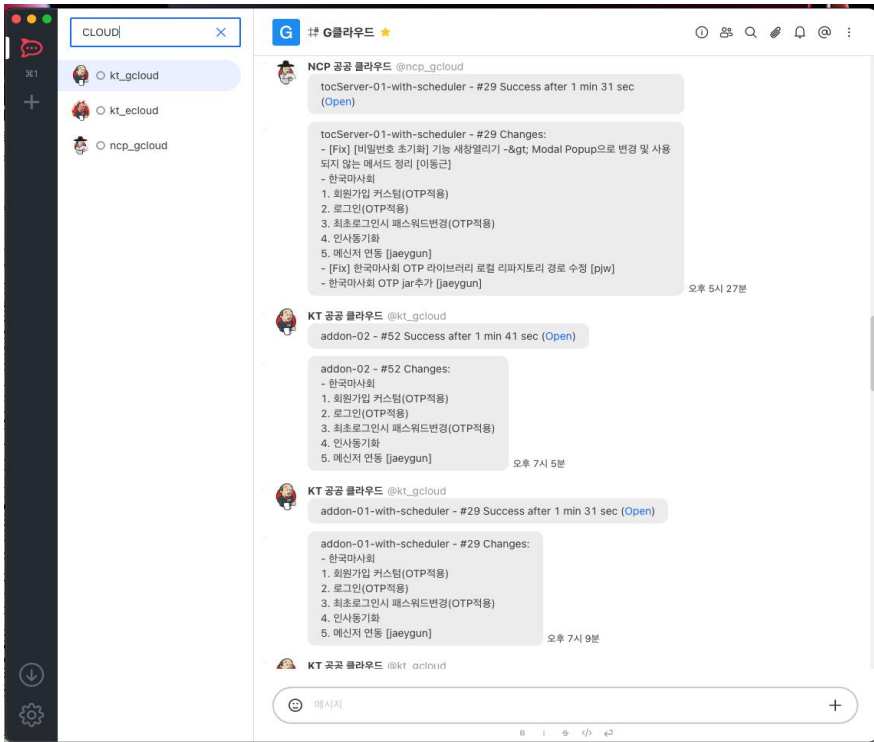 CLOUD
⌘1
kt_gcloud
kt_ecloud
ncp_gcloud
G
G클라우드
NCP 공공 클라우드 @ncp_gcloud
tocServer-01-with-scheduler - #29 Success after 1 min 31 sec
(Open)
tocServer-01-with-scheduler - #29 Changes:
- [Fix] [비밀번호 초기화] 기능 새창열리기 -&gt; Modal Popup으로 변경 및 사용
되지 않는 메서드 정리 [이동근]
- 한국마사회
1. 회원가입 커스텀(OTP적용)
2. 로그인(OTP적용)
3. 최초로그인시 패스워드변경(OTP적용)
4. 인사동기화
5. 메신저 연동 [jaeygun]
- [Fix] 한국마사회 OTP 라이브러리 로컬 리파지토리 경로 수정 [pjw]
- 한국마사회 OTP jar추가 [jaeygun]
오후 5시 27분
KT 공공 클라우드 @kt_gcloud
addon-02 - #52 Success after 1 min 41 sec (Open)
addon-02 - #52 Changes:
- 한국마사회
1. 회원가입 커스텀(OTP적용)
2. 로그인(OTP적용)
3. 최초로그인시 패스워드변경(OTP적용)
4. 인사동기화
5. 메신저 연동 [jaeygun]
오후 7시 5분
KT 공공 클라우드 @kt_gcloud
addon-01-with-scheduler - #29 Success after 1 min 31 sec (Open)
addon-01-with-scheduler - #29 Changes:
- 한국마사회
1. 회원가입 커스텀(OTP적용)
2. 로그인(OTP적용)
3. 최초로그인시 패스워드변경(OTP적용)
4. 인사동기화
5. 메신저 연동 [jaeygun]
오후 7시 9분
KT 공공 클라우드 @kt_gcloud
메시지
B i S </>